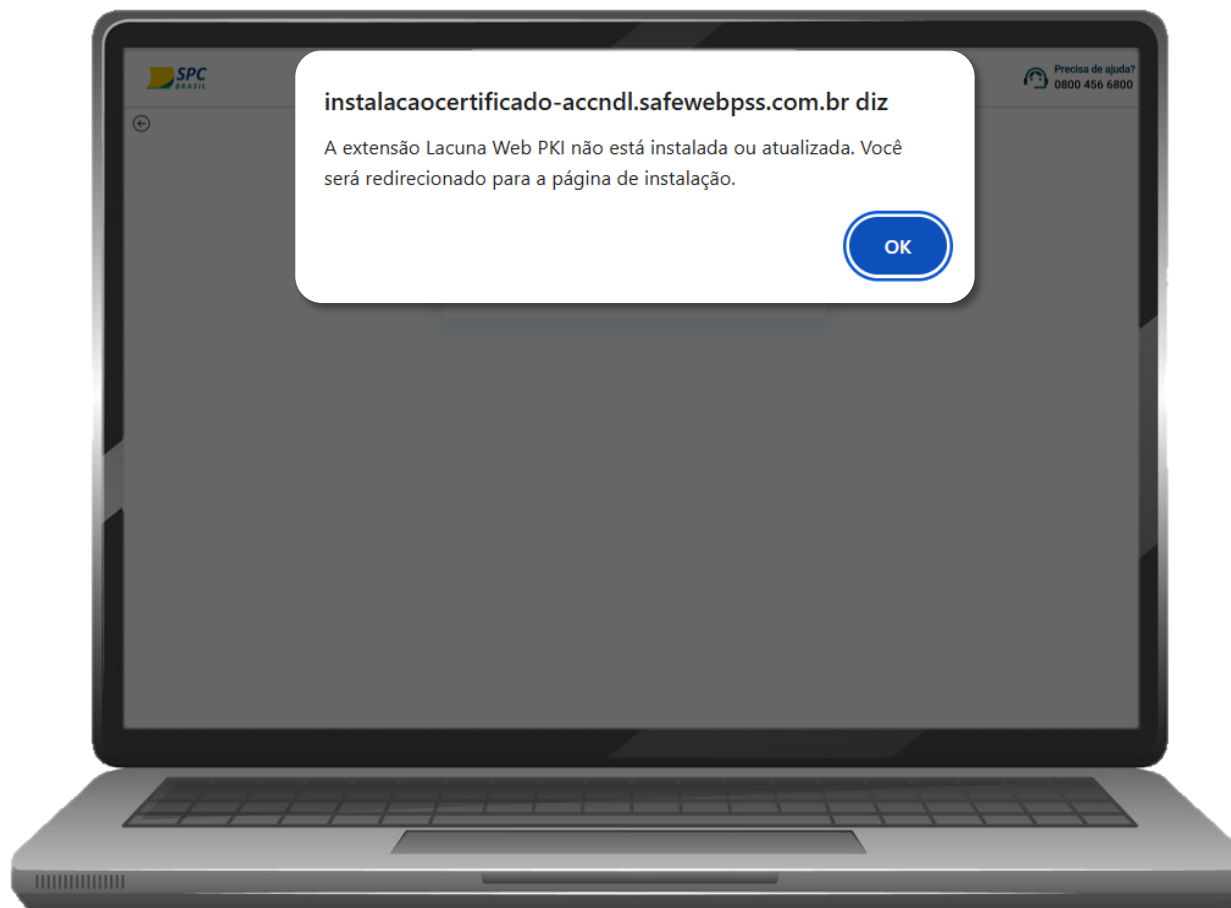 SPC
BRASIL
Precisa de ajuda?
0800 456 6800
instalacaocertificado-accndl.safewebpss.com.br diz
A extensão Lacuna Web PKI não está instalada ou atualizada. Você
será redirecionado para a página de instalação.
OK